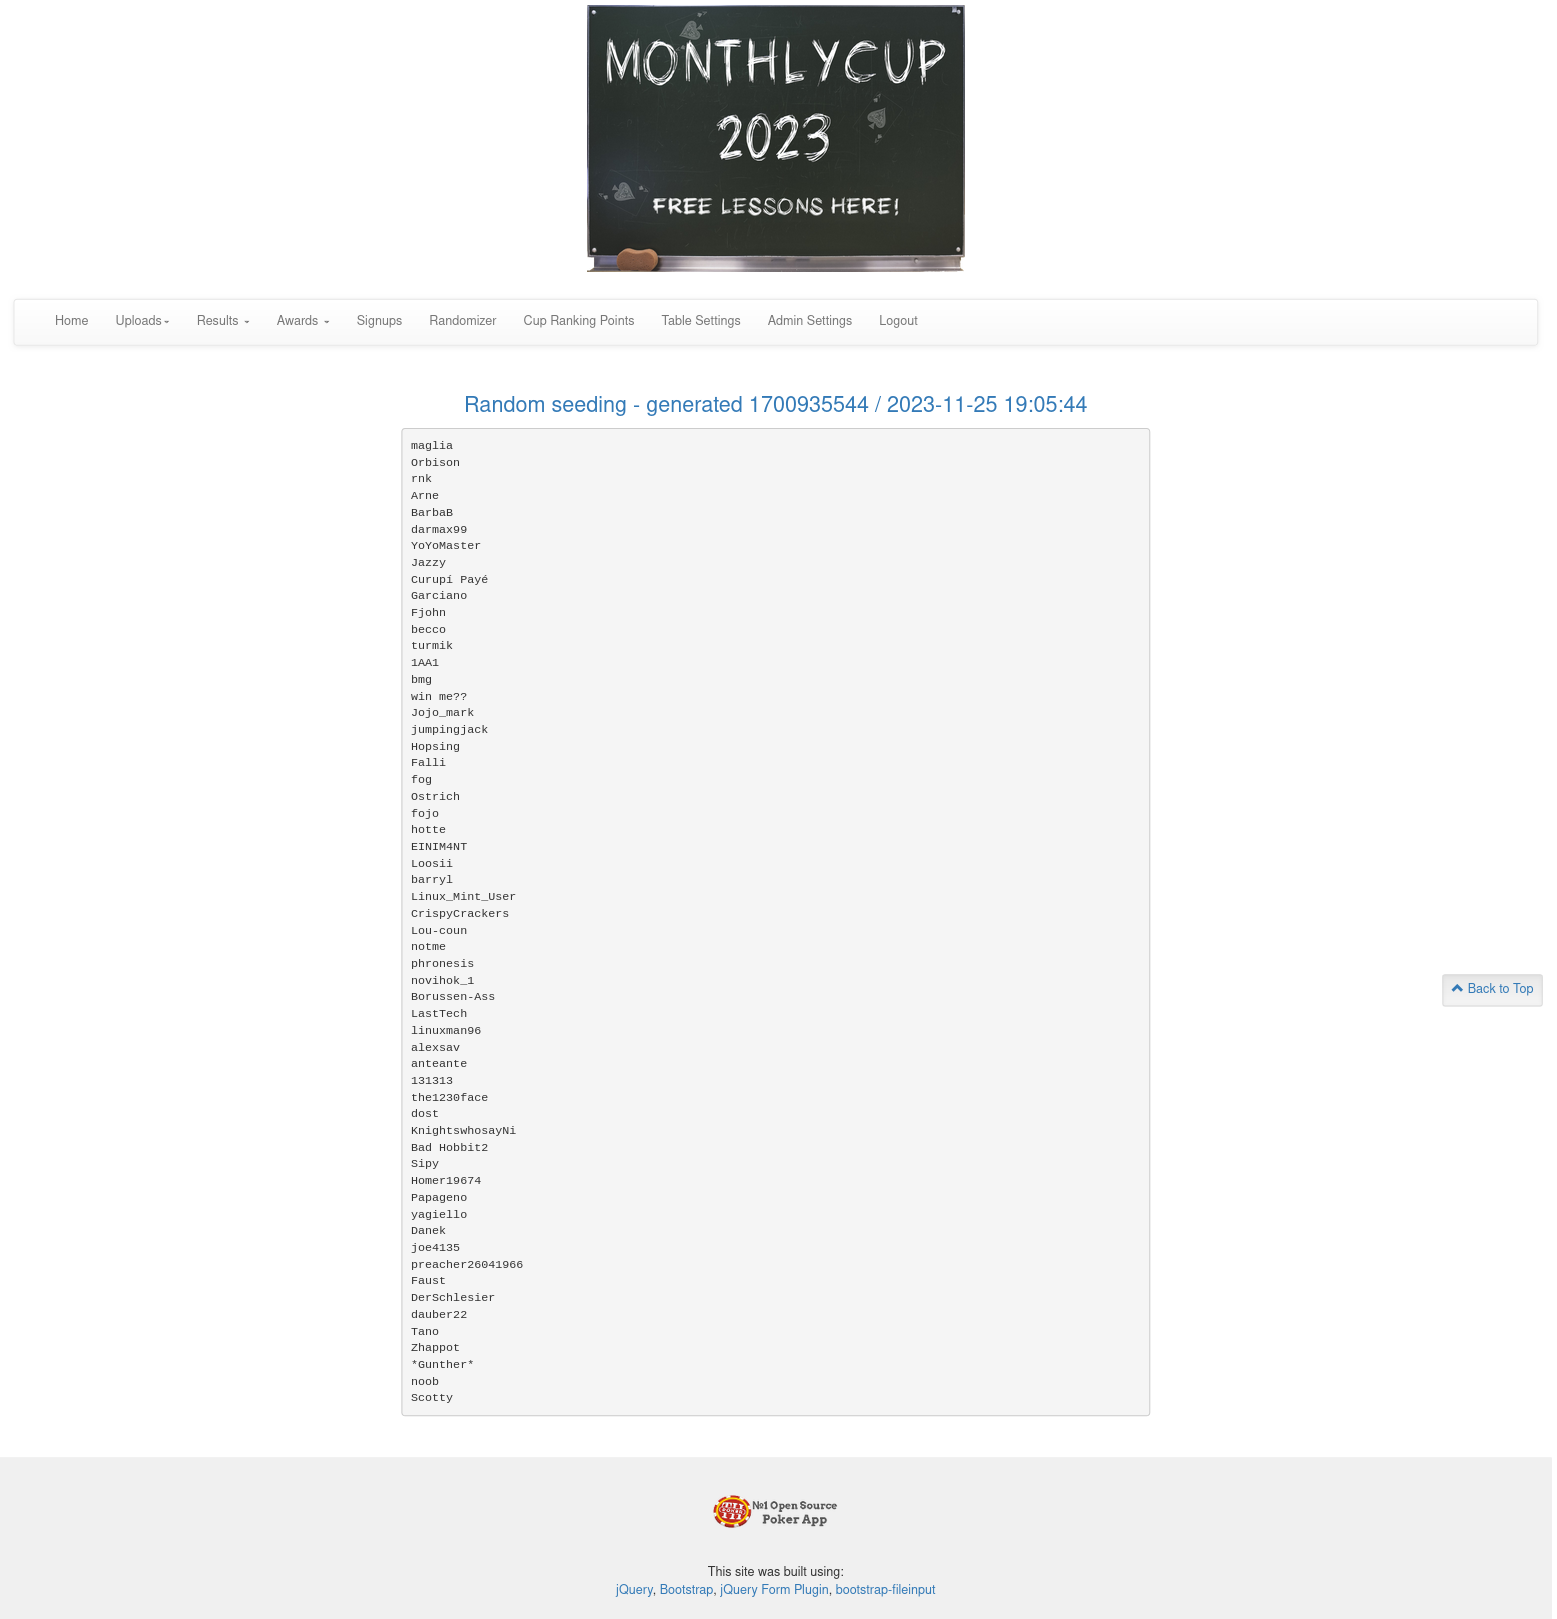 MONTHLYCUP
2023
FREE LESSONS HERE!
Home Uploads Results Awards Signups Randomizer Cup Ranking Points Table Settings Admin Settings Logout
Random seeding - generated 1700935544 / 2023-11-25 19:05:44
maglia
Orbison
rnk
Arne
BarbaB
darmax99
YoYoMaster
Jazzy
Curupí Payé
Garciano
Fjohn
becco
turmik
1AA1
bmg
win me??
Jojo_mark
jumpingjack
Hopsing
Falli
fog
Ostrich
fojo
hotte
EINIM4NT
Loosii
barryl
Linux_Mint_User
CrispyCrackers
Lou-coun
notme
phronesis
novihok_1
Borussen-Ass
LastTech
linuxman96
alexsav
anteante
131313
the1230face
dost
KnightswhosayNi
Bad Hobbit2
Sipy
Homer19674
Papageno
yagiello
Danek
joe4135
preacher26041966
Faust
DerSchlesier
dauber22
Tano
Zhappot
*Gunther*
noob
Scotty
Back to Top
№1 Open Source
Poker App
This site was built using:
jQuery, Bootstrap, jQuery Form Plugin, bootstrap-fileinput